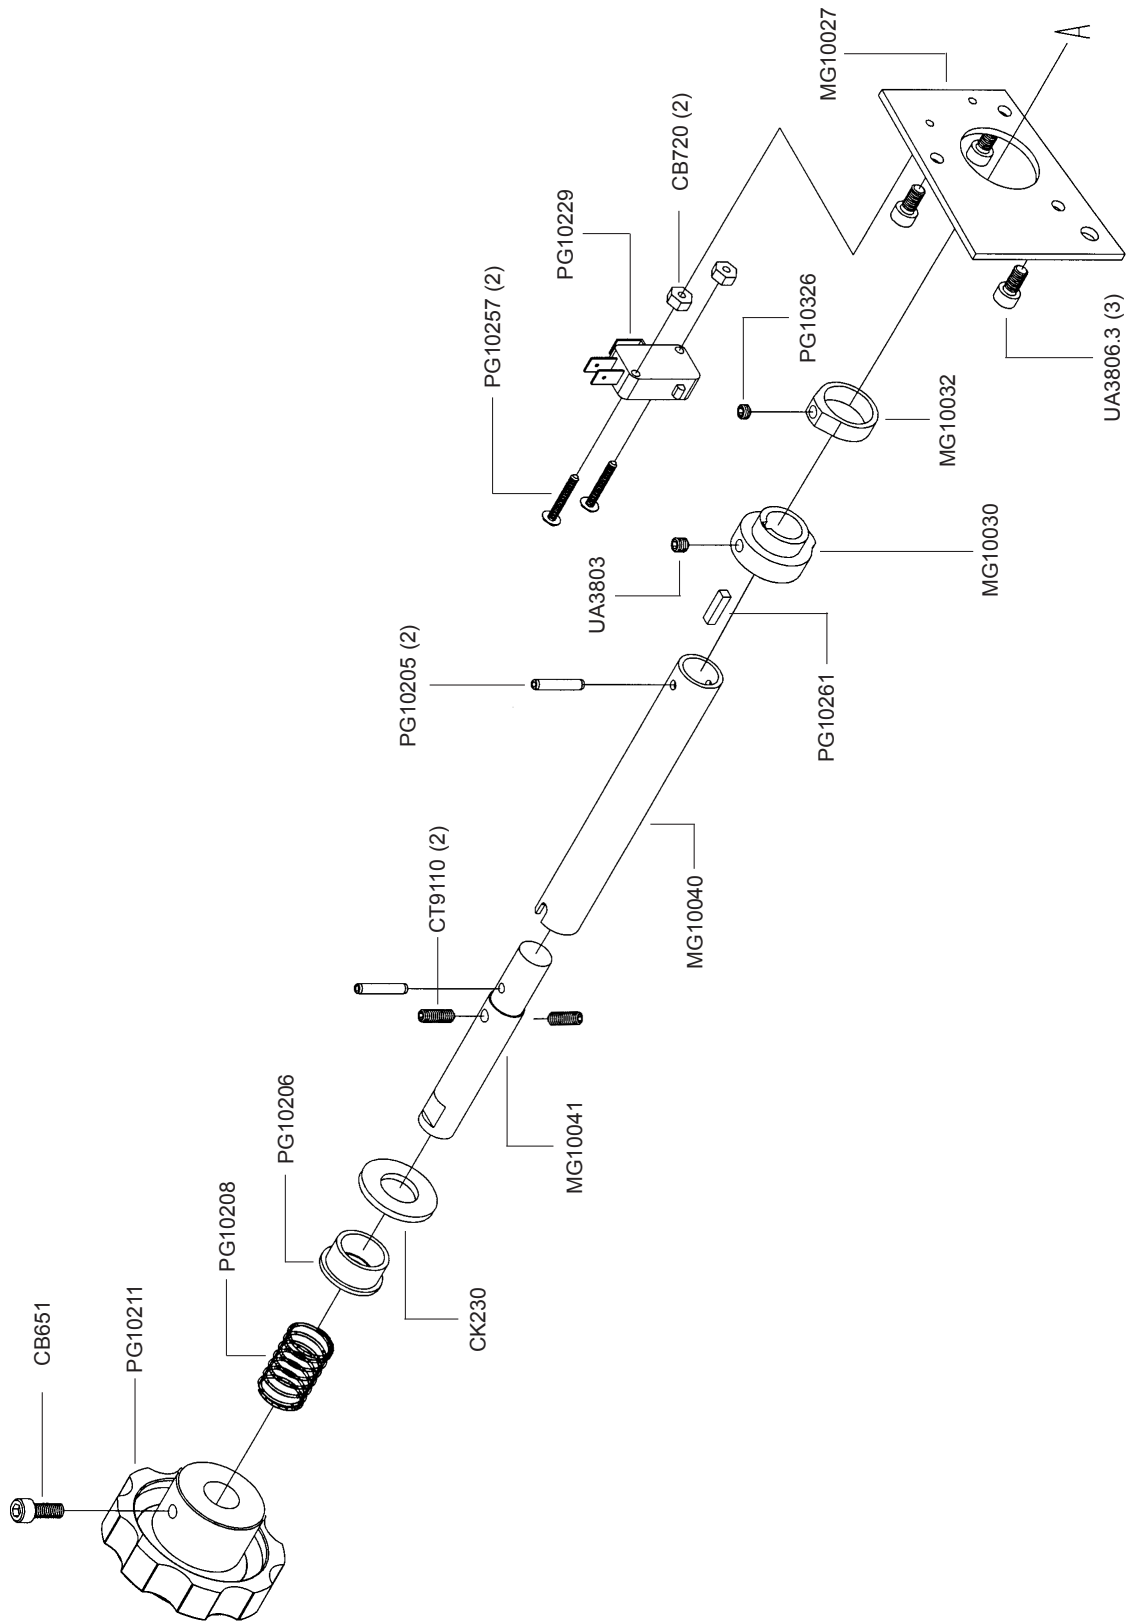 CB651
PG10211
PG10208
PG10206
CK230
MG10041
CT9110 (2)
MG10040
PG10205 (2)
PG10261
UA3803
MG10030
PG10257 (2)
PG10229
CB720 (2)
PG10326
MG10032
MG10027
UA3806.3 (3)
A